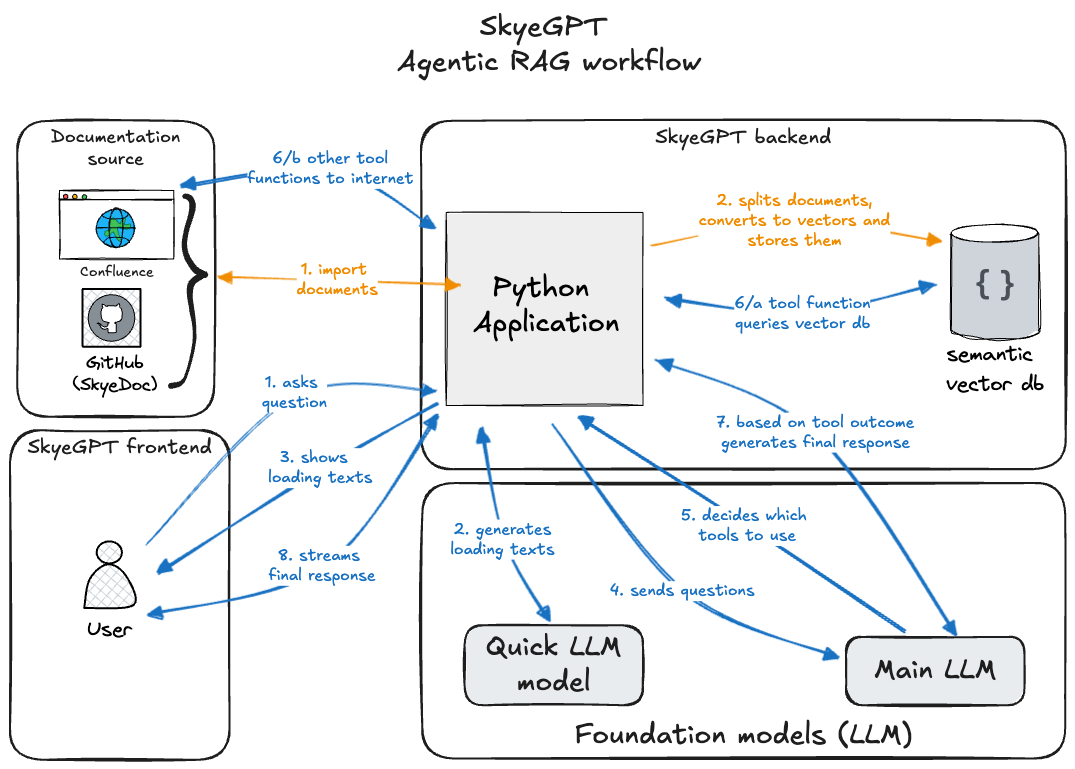 SkyeGPT
Agentic RAG workflow
Documentation
source
Confluence
GitHub
(SkyeDoc)
6/b other tool
functions to internet
1. import
documents
SkyeGPT backend
Python
Application
2. splits documents,
converts to vectors and
stores them
6/a tool function
queries vector db
{}
semantic
vector db
SkyeGPT frontend
1. asks
question
3. shows
loading texts
8. streams
final response
User
7. based on tool outcome
generates final response
2. generates
loading texts
5. decides which
tools to use
4. sends questions
Quick LLM
model
Main LLM
Foundation models (LLM)